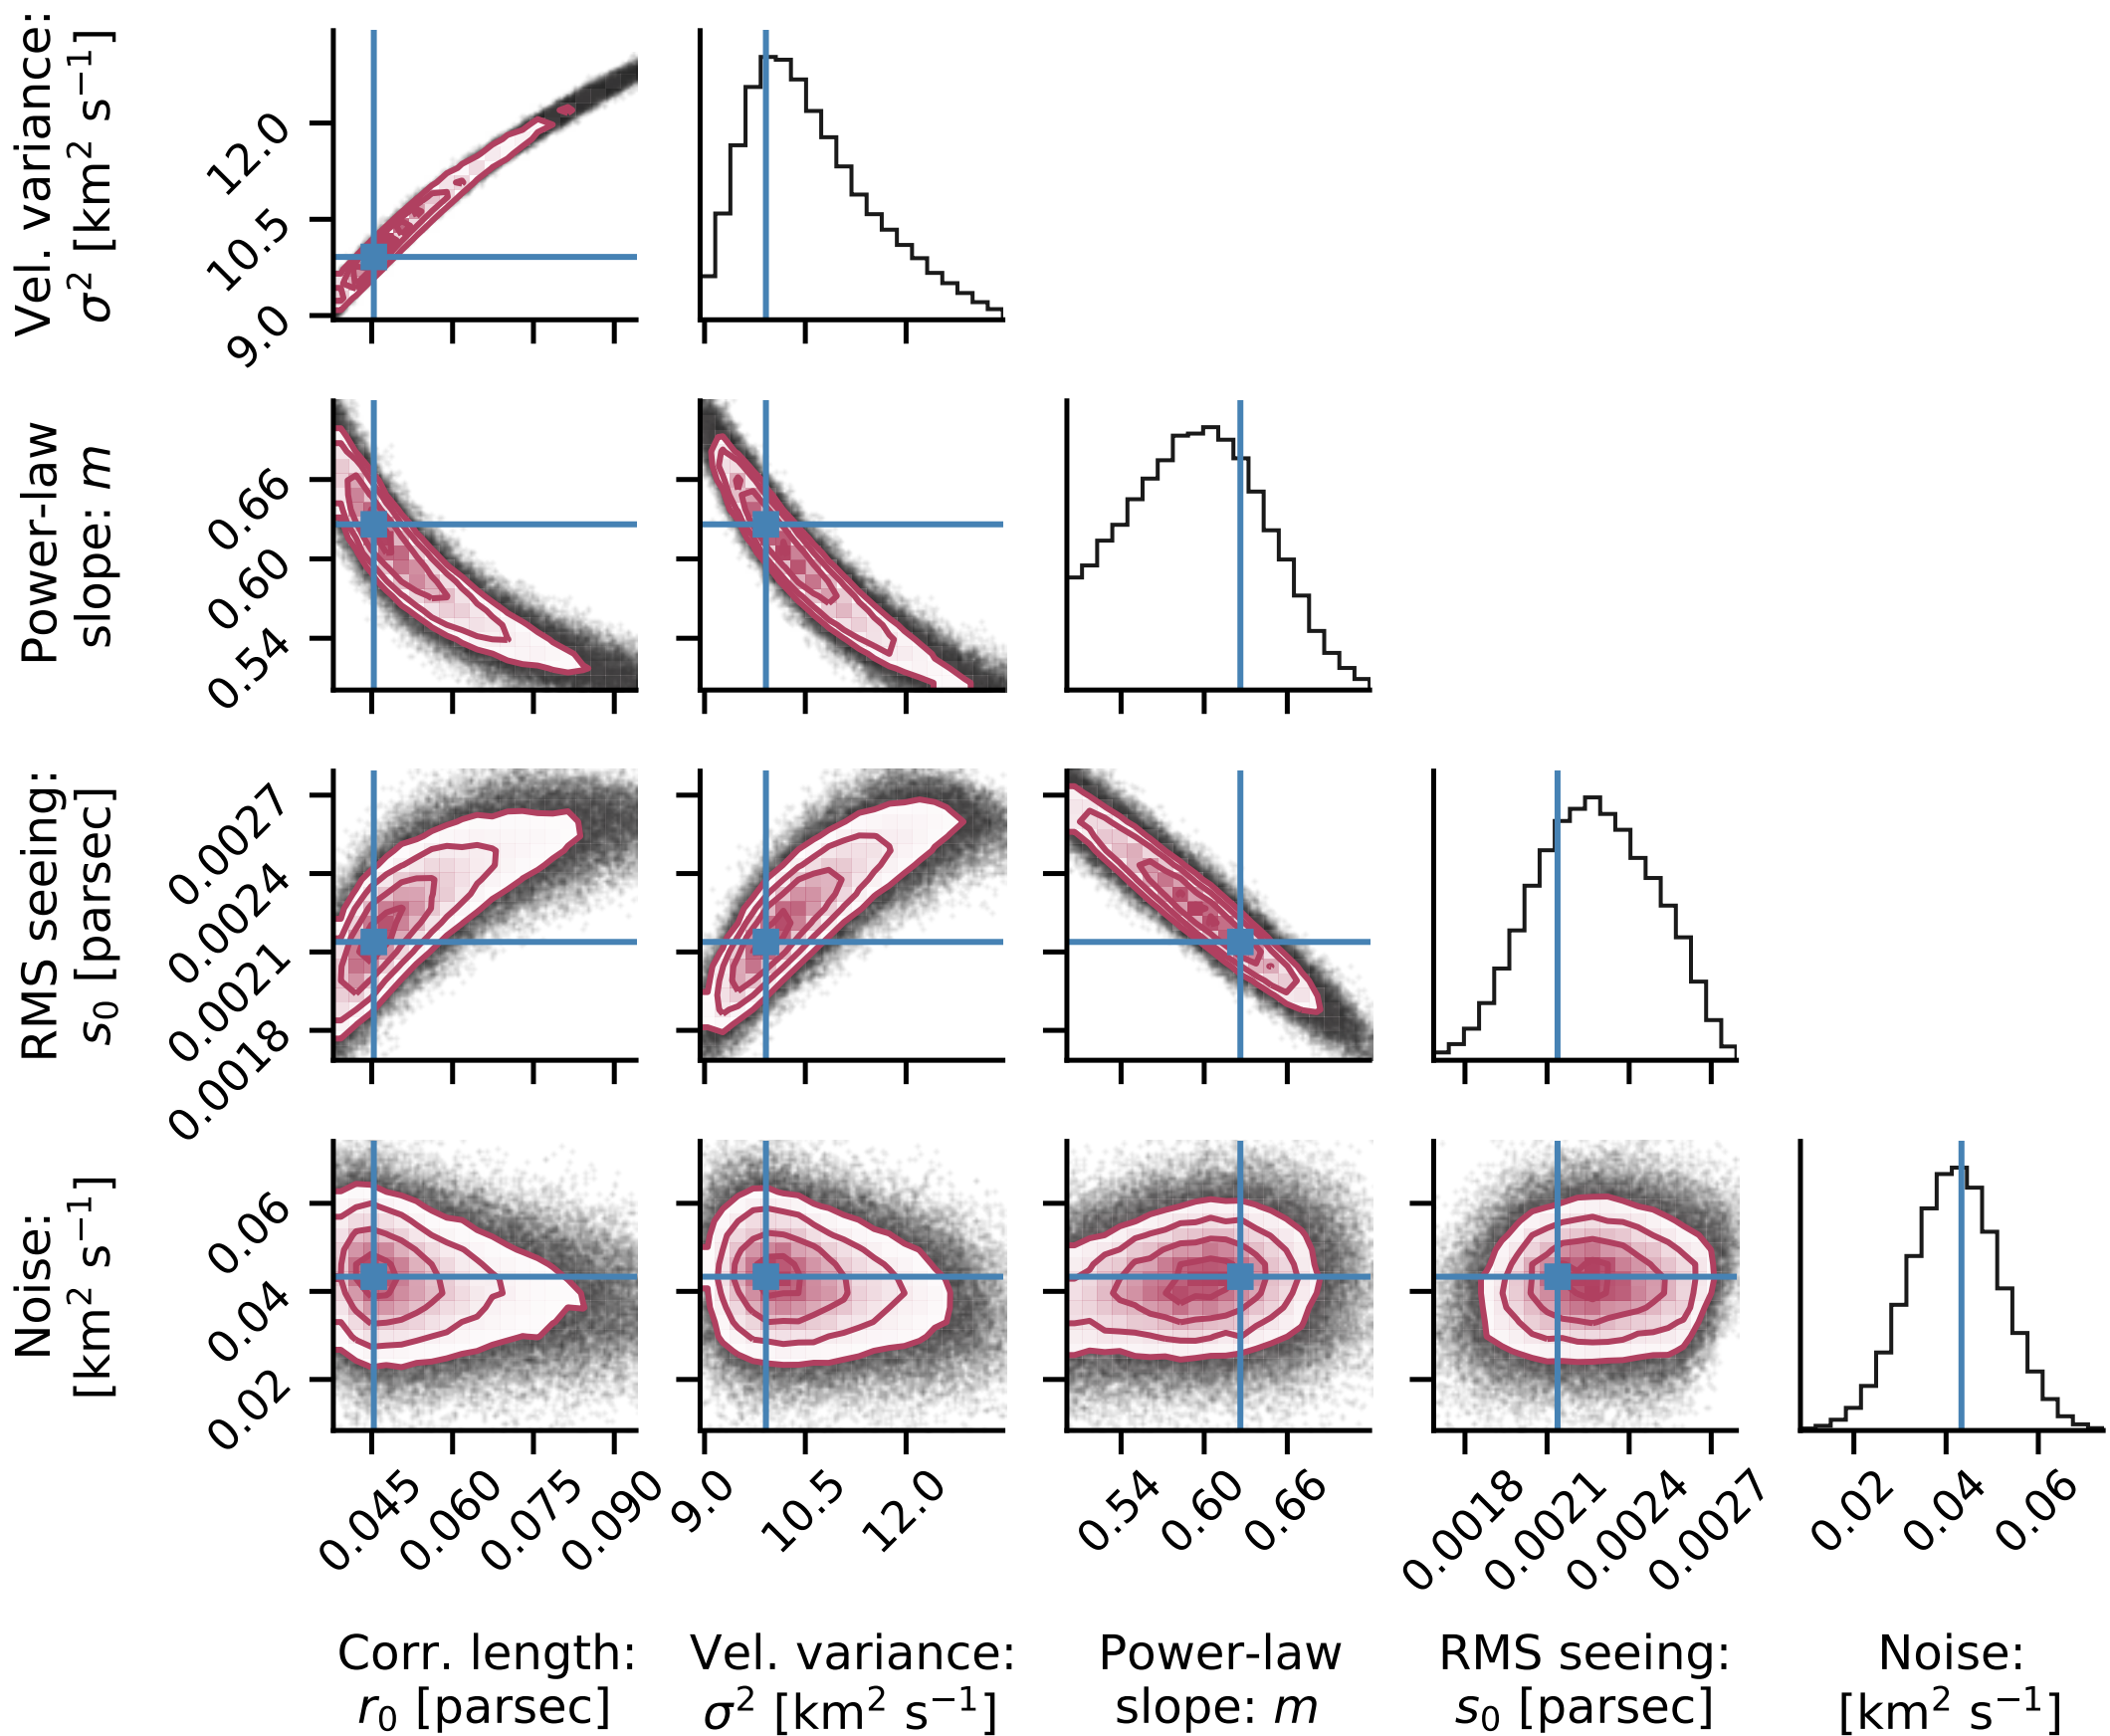 Vel. variance:
σ² [km² s⁻¹]
12.0
10.5
9.0
Power-law
slope: m
0.66
0.60
0.54
RMS seeing:
s₀ [parsec]
0.0027
0.0024
0.0021
0.0018
Noise:
[km² s⁻¹]
0.06
0.04
0.02
0.045 0.060 0.075 0.090 9.0 10.5 12.0 0.54 0.60 0.66 0.0018 0.0021 0.0024 0.0027 0.02 0.04 0.06
Corr. length: Vel. variance: Power-law RMS seeing: Noise:
r₀ [parsec] σ² [km² s⁻¹] slope: m s₀ [parsec] [km² s⁻¹]